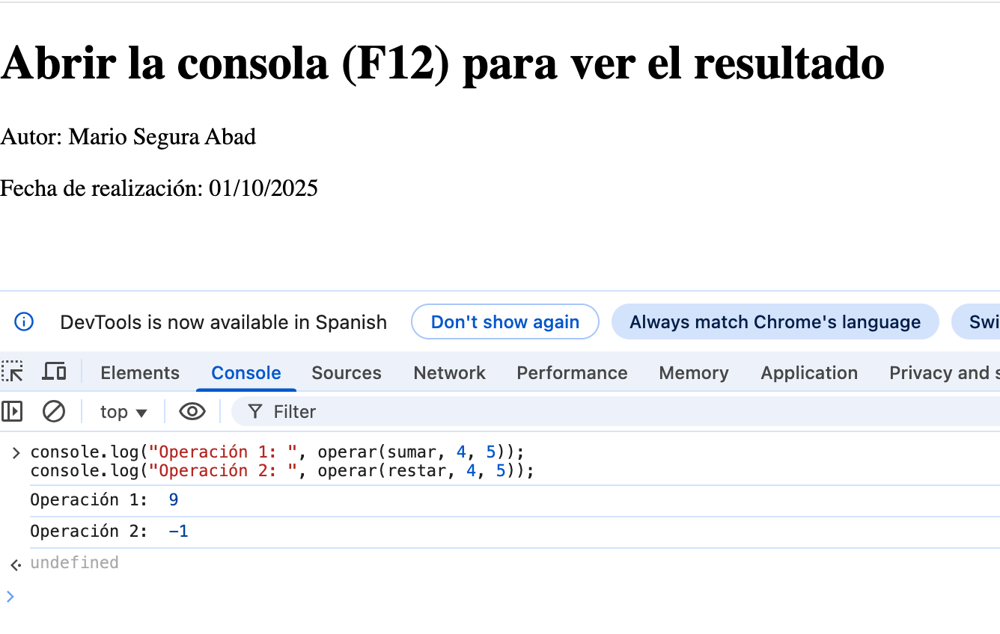 Abrir la consola (F12) para ver el resultado
Autor: Mario Segura Abad
Fecha de realización: 01/10/2025
DevTools is now available in Spanish Don't show again Always match Chrome's language Swi
Elements Console Sources Network Performance Memory Application Privacy and s
top ▼ Filter
> console.log("Operación 1: ", operar(sumar, 4, 5));
console.log("Operación 2: ", operar(restar, 4, 5));
Operación 1:  9
Operación 2:  -1
undefined